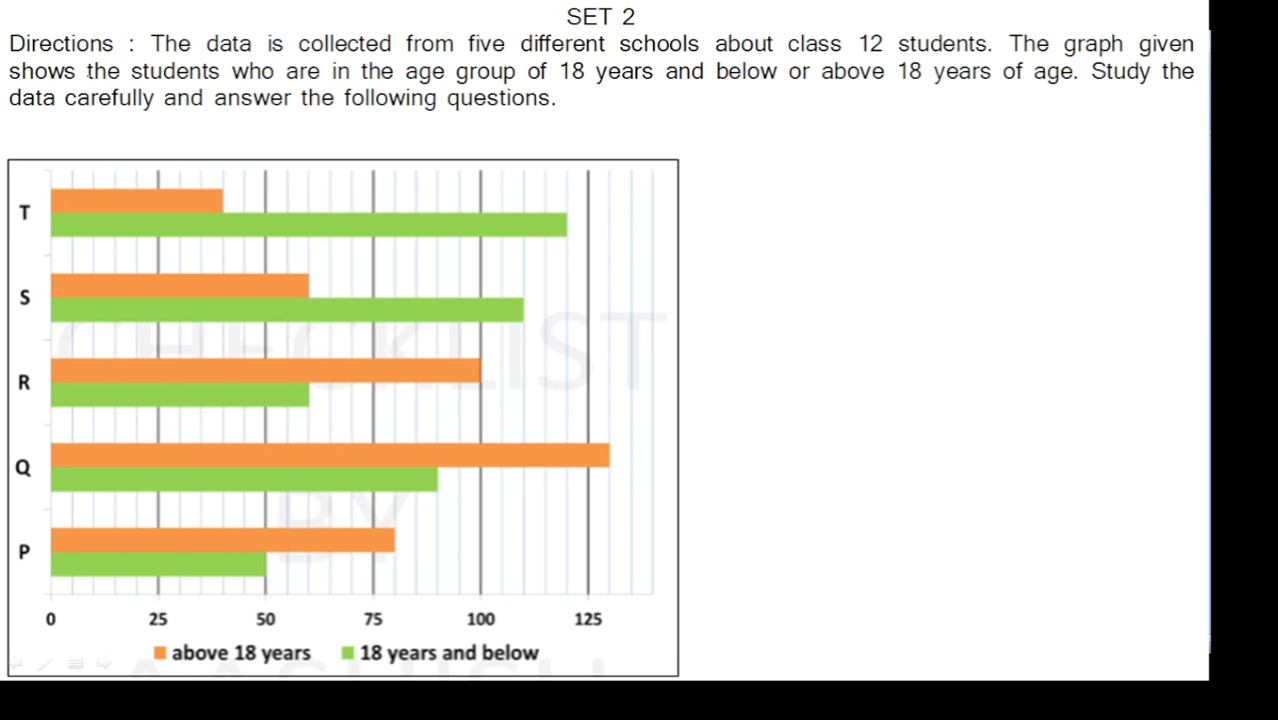 SET 2
Directions : The data is collected from five different schools about class 12 students. The graph given
shows the students who are in the age group of 18 years and below or above 18 years of age. Study the
data carefully and answer the following questions.
T
S
CHECKLIST
R
Q
BY
P
0 25 50 75 100 125
above 18 years 18 years and below